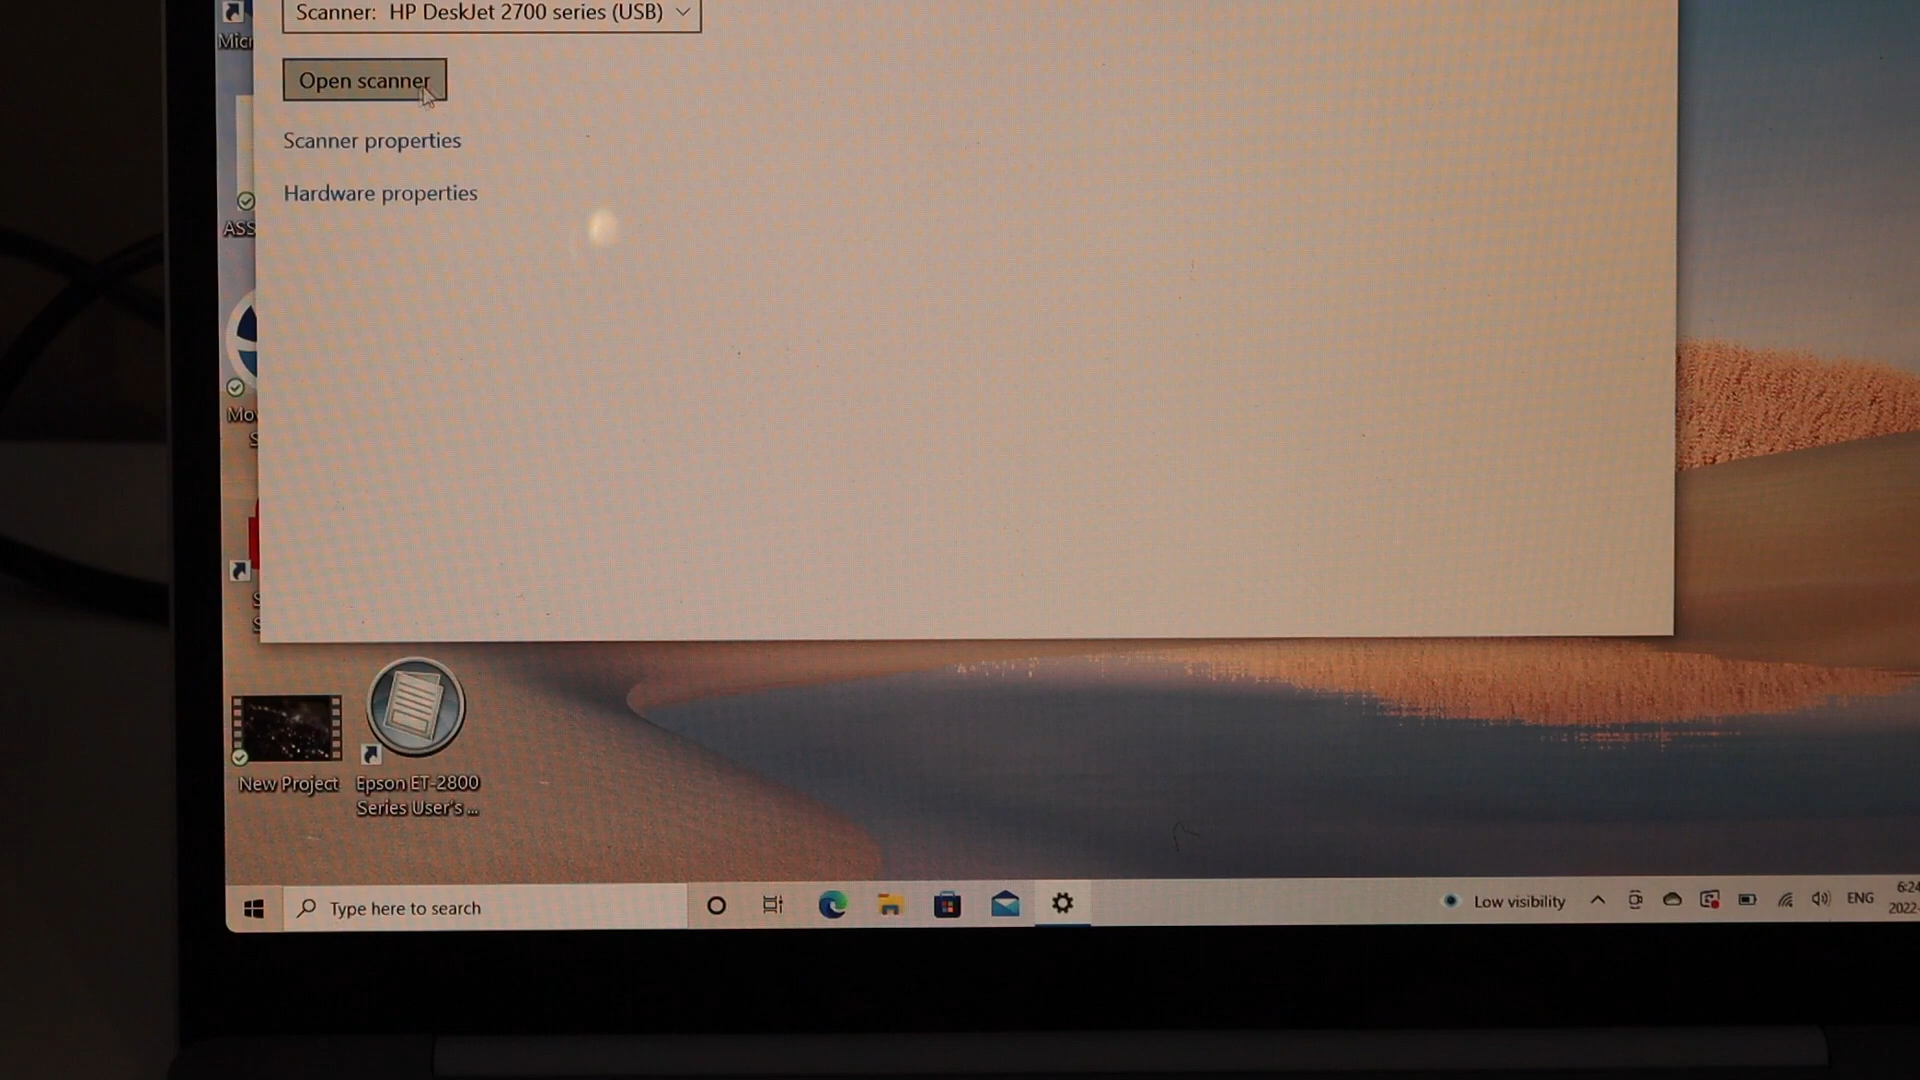 Scanner: HP DeskJet 2700 series (USB)
Open scanner
Scanner properties
Hardware properties
New Project
Epson ET-2800
Series User's ...
Type here to search
Low visibility
ENG